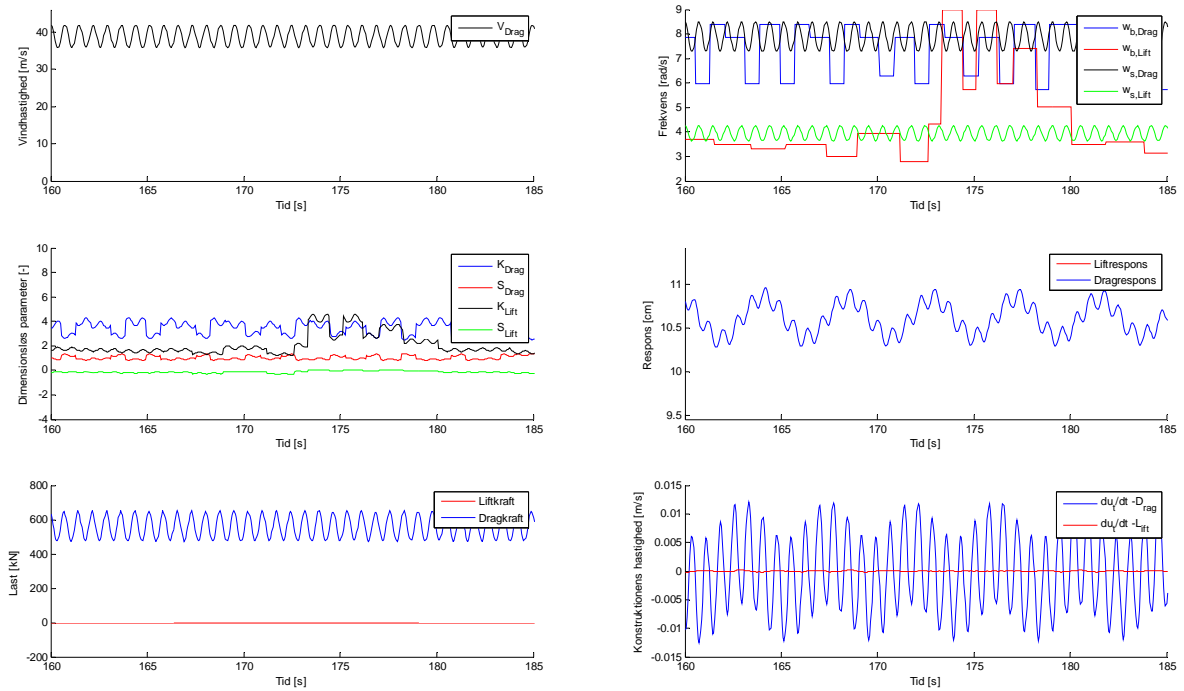 Vindhastighed [m/s]
40
20
0
160
165
170
175
180
185
Tid [s]
V_Drag
Frekvens [rad/s]
9
8
7
6
5
4
3
2
160
165
170
175
180
185
Tid [s]
w_b,Drag
w_b,Lift
w_s,Drag
w_s,Lift
Dimensionsløs parameter [-]
10
8
6
4
2
0
-2
-4
160
165
170
175
180
185
Tid [s]
K_Drag
S_Drag
K_Lift
S_Lift
Respons [cm]
11
10.5
10
9.5
160
165
170
175
180
185
Tid [s]
Liftrespons
Dragrespons
Last [kN]
800
600
400
200
0
-200
160
165
170
175
180
185
Tid [s]
Liftkraft
Dragkraft
Konstruktionens hastighed [m/s]
0.015
0.01
0.005
0
-0.005
-0.01
-0.015
160
165
170
175
180
185
Tid [s]
du_t/dt -D_rag
du_t/dt -L_ift